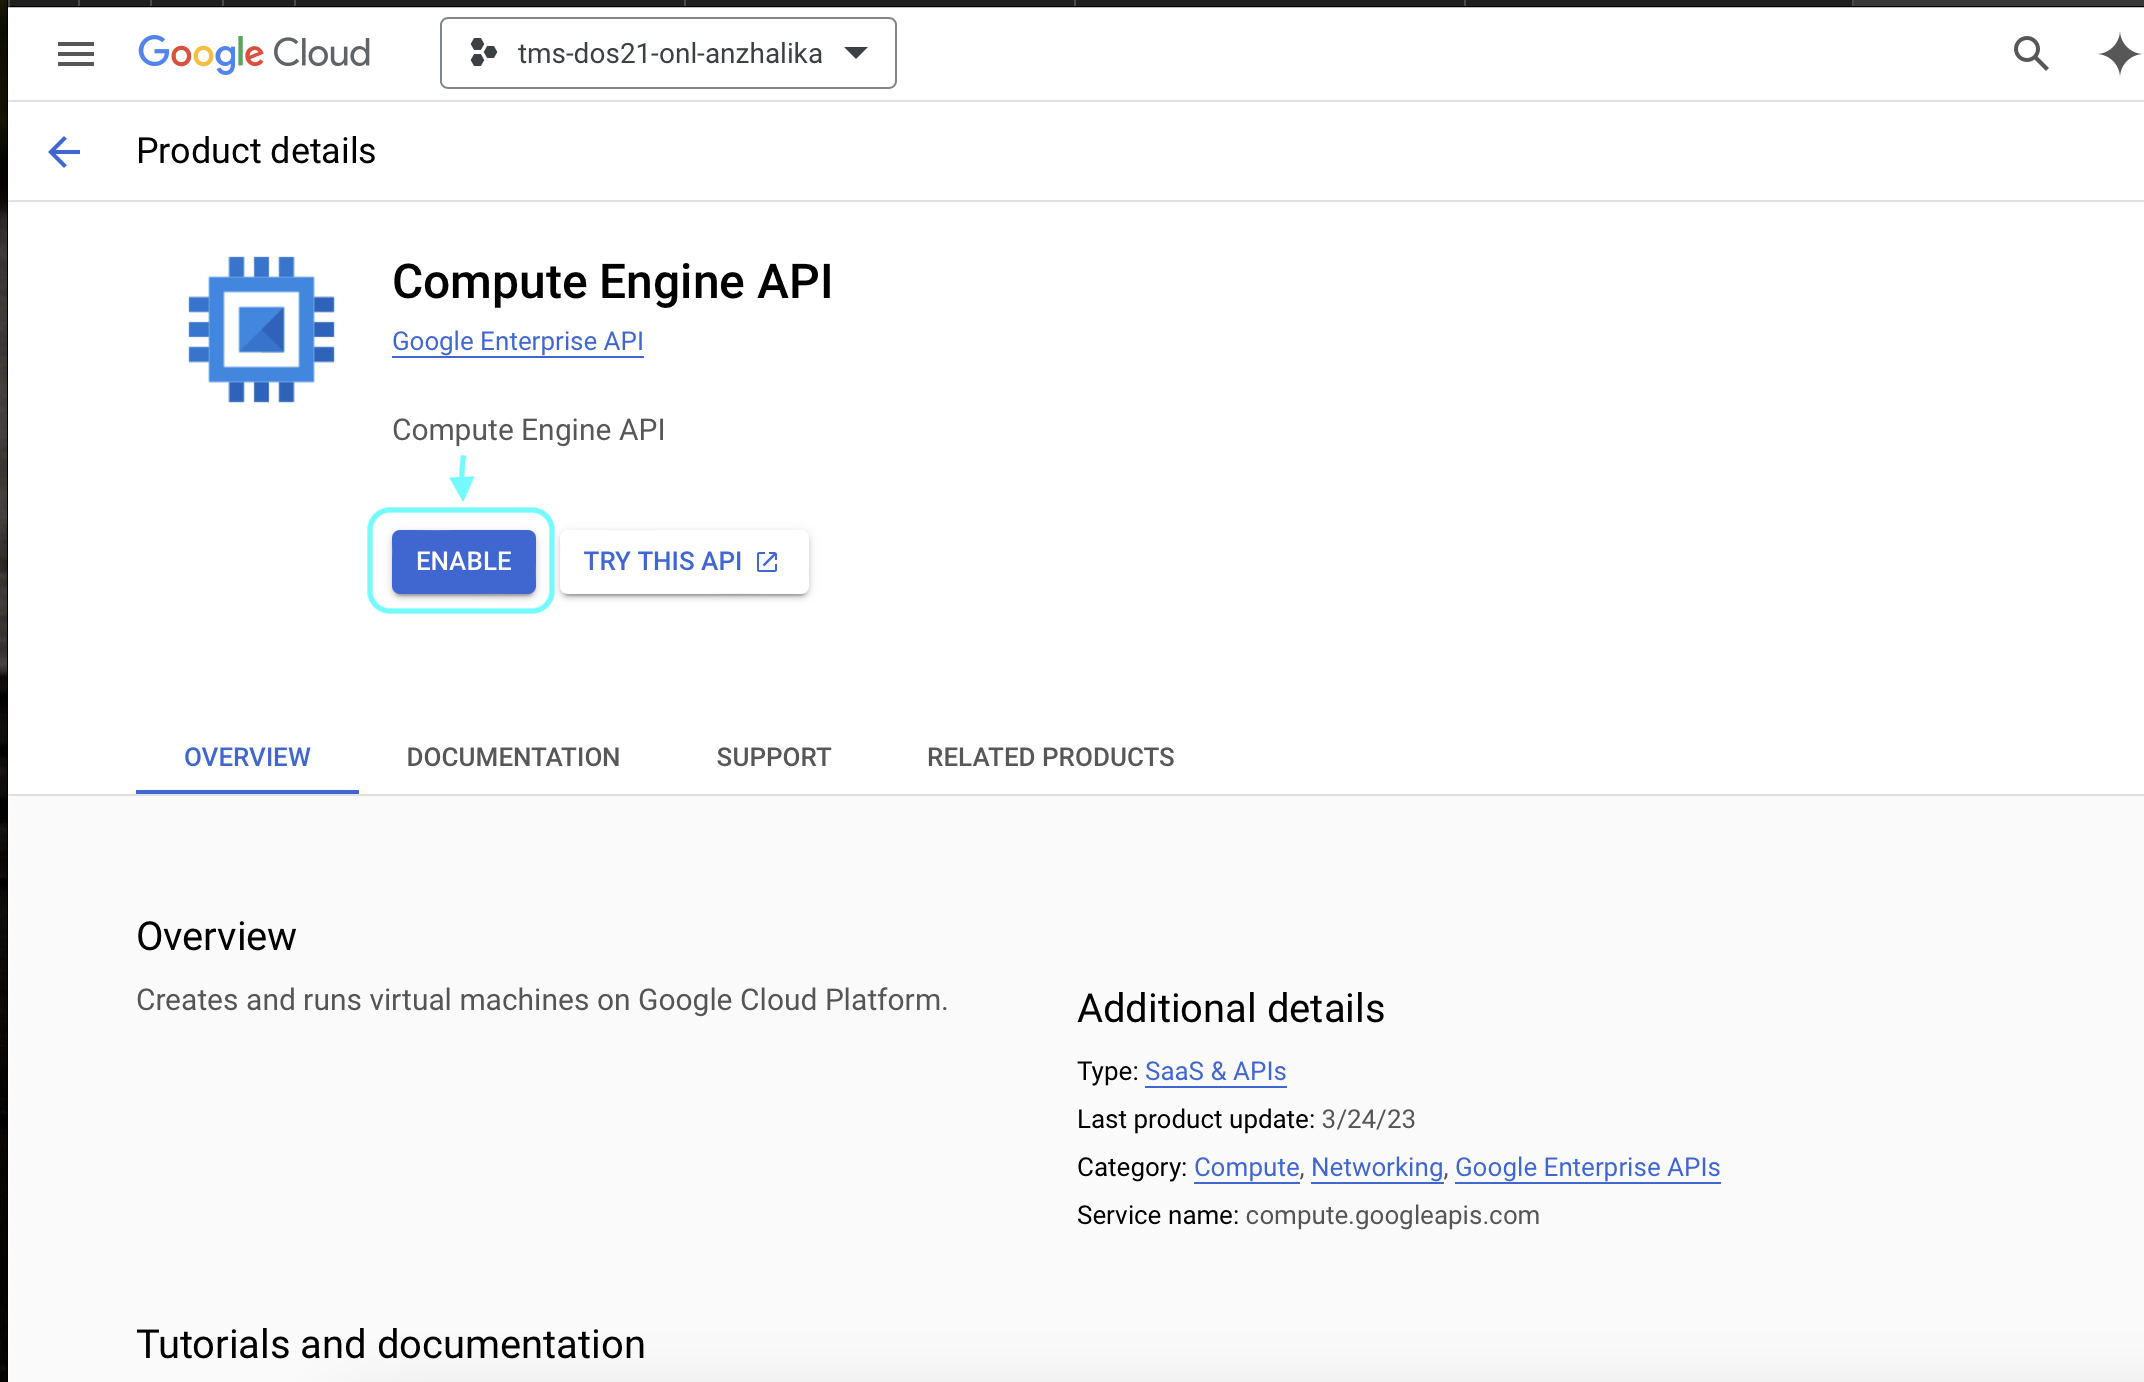 Google Cloud
tms-dos21-onl-anzhalika
Product details
Compute Engine API
Google Enterprise API
Compute Engine API
ENABLE
TRY THIS API
OVERVIEW
DOCUMENTATION
SUPPORT
RELATED PRODUCTS
Overview
Creates and runs virtual machines on Google Cloud Platform.
Additional details
Type: SaaS & APIs
Last product update: 3/24/23
Category: Compute, Networking, Google Enterprise APIs
Service name: compute.googleapis.com
Tutorials and documentation